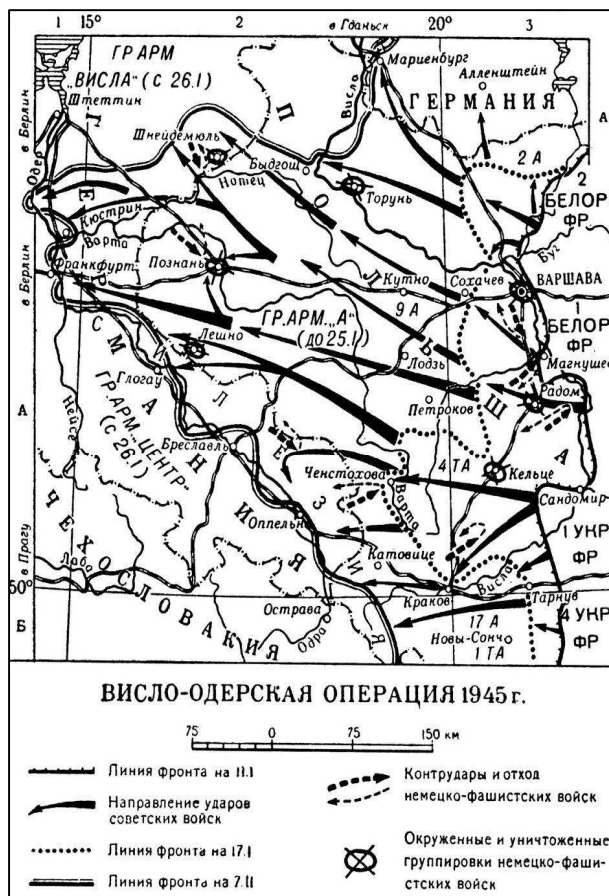 1
2
в Гданьск
3
15°
20°
ГР.АРМ
„ВИСЛА" (с 26.I)
Штеттин
в Берлин
Мариенбург
Висла
Алленштейн
ГЕРМАНИЯ
А
Шнейдемюль
Быдгощ
Нотец
Торунь
2 А
2
БЕЛОР
ФР
Одер
Кюстрин
Варта
Франкфурт
в Берлин
Познань
Кутно
9 А
Сохачев
Буг
ВАРШАВА
1
БЕЛОР
ФР
ГР.АРМ. „А"
(ДО 25.I)
Лешно
Лодзь
Магнушев
Радом
Глогау
Петроков
ПОЛЬША
А
ГР.АРМ „ЦЕНТР"
(с 26.I)
Нейсе
Бреславль
4 ТА
Кельце
Ченстохова
Варта
Сандомир
СИЛЕЗИЯ
ГЕРМАНИЯ
Оппельн
1 УКР
ФР
в Прагу
Лаба
ЧЕХОСЛОВАКИЯ
Катовице
Висла
50°
Краков
Тарнув
4 УКР
ФР
Острава
Одра
17 А
Новы-Сонч
1 ТА
Б
20°
ВИСЛО-ОДЕРСКАЯ ОПЕРАЦИЯ 1945 г.
75 0 75 150 км
Линия фронта на 11.I
Направление ударов
советских войск
Линия фронта на 17.I
Линия фронта на 7.II
Контрудары и отход
немецко-фашистских войск
Окруженные и уничтоженные
группировки немецко-фаши-
стских войск